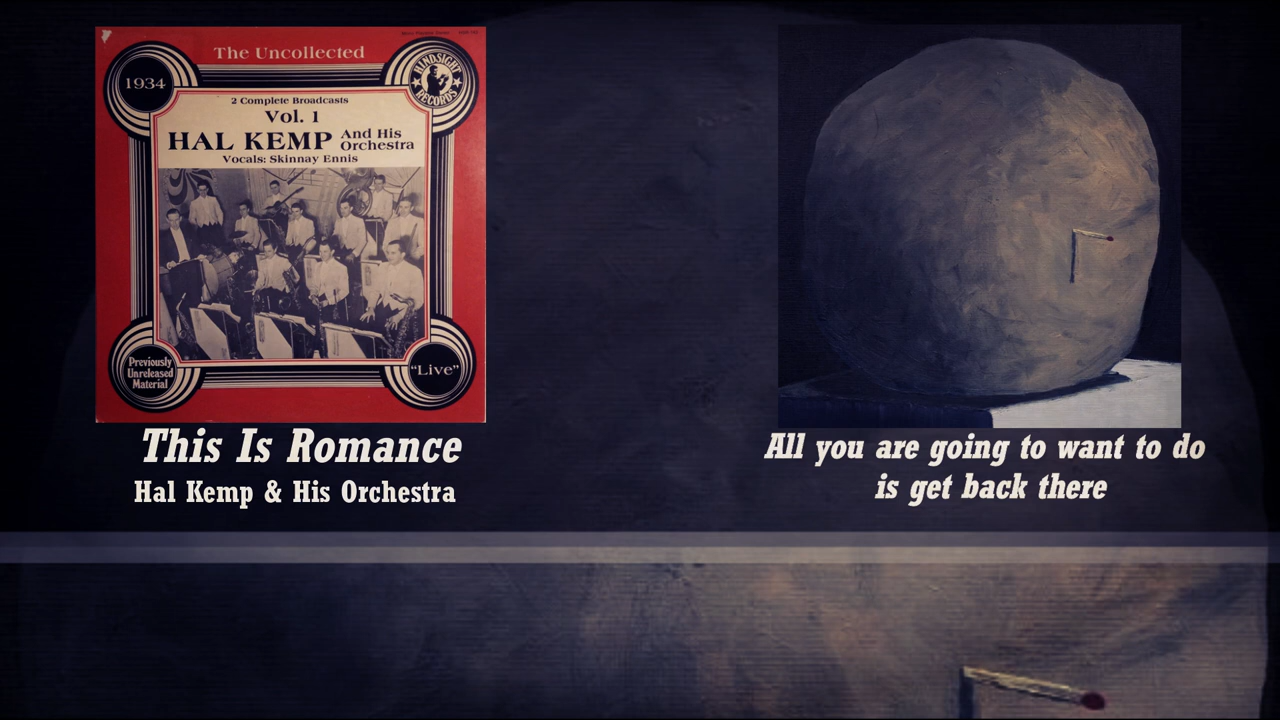 The Uncollected
1934
HINDSIGHT RECORDS
2 Complete Broadcasts
Vol. 1
HAL KEMP And His Orchestra
Vocals: Skinnay Ennis
Previously
Unreleased
Material
"Live"
This Is Romance
Hal Kemp & His Orchestra
All you are going to want to do
is get back there